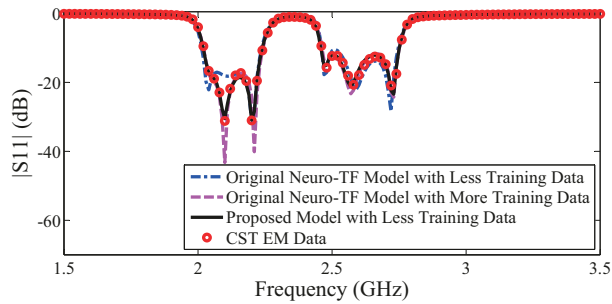 0
-20
-40
-60
|S11| (dB)
Original Neuro-TF Model with Less Training Data
Original Neuro-TF Model with More Training Data
Proposed Model with Less Training Data
CST EM Data
1.5 2 2.5 3 3.5
Frequency (GHz)